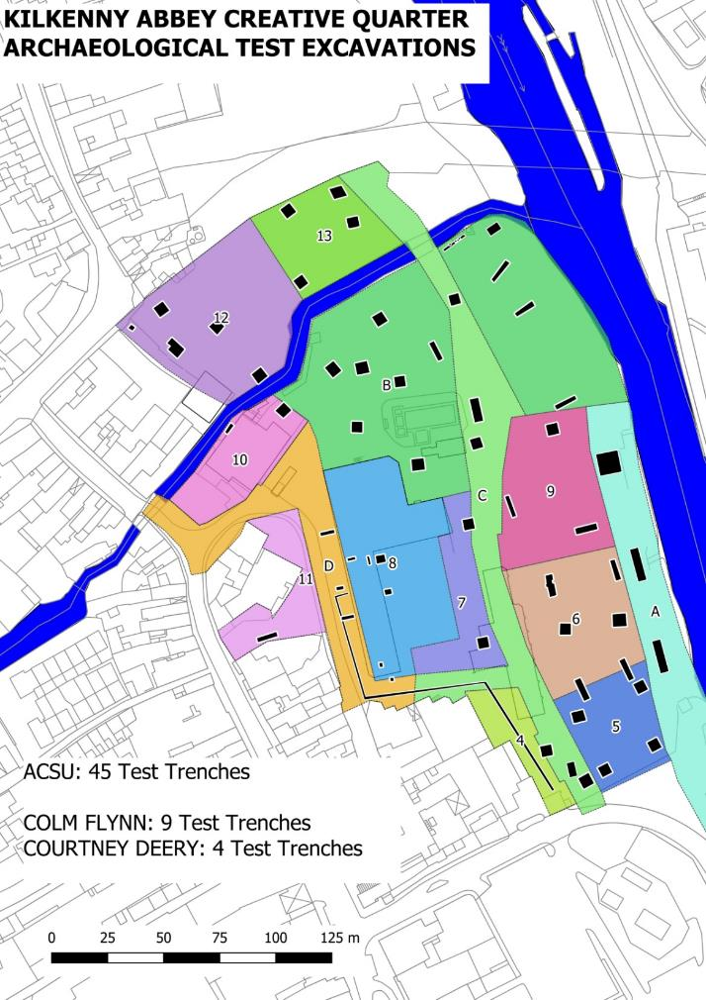 KILKENNY ABBEY CREATIVE QUARTER
ARCHAEOLOGICAL TEST EXCAVATIONS
13
12
B
10
C
9
D
8
11
7
6
A
5
4
ACSU: 45 Test Trenches
COLM FLYNN: 9 Test Trenches
COURTNEY DEERY: 4 Test Trenches
0 25 50 75 100 125 m